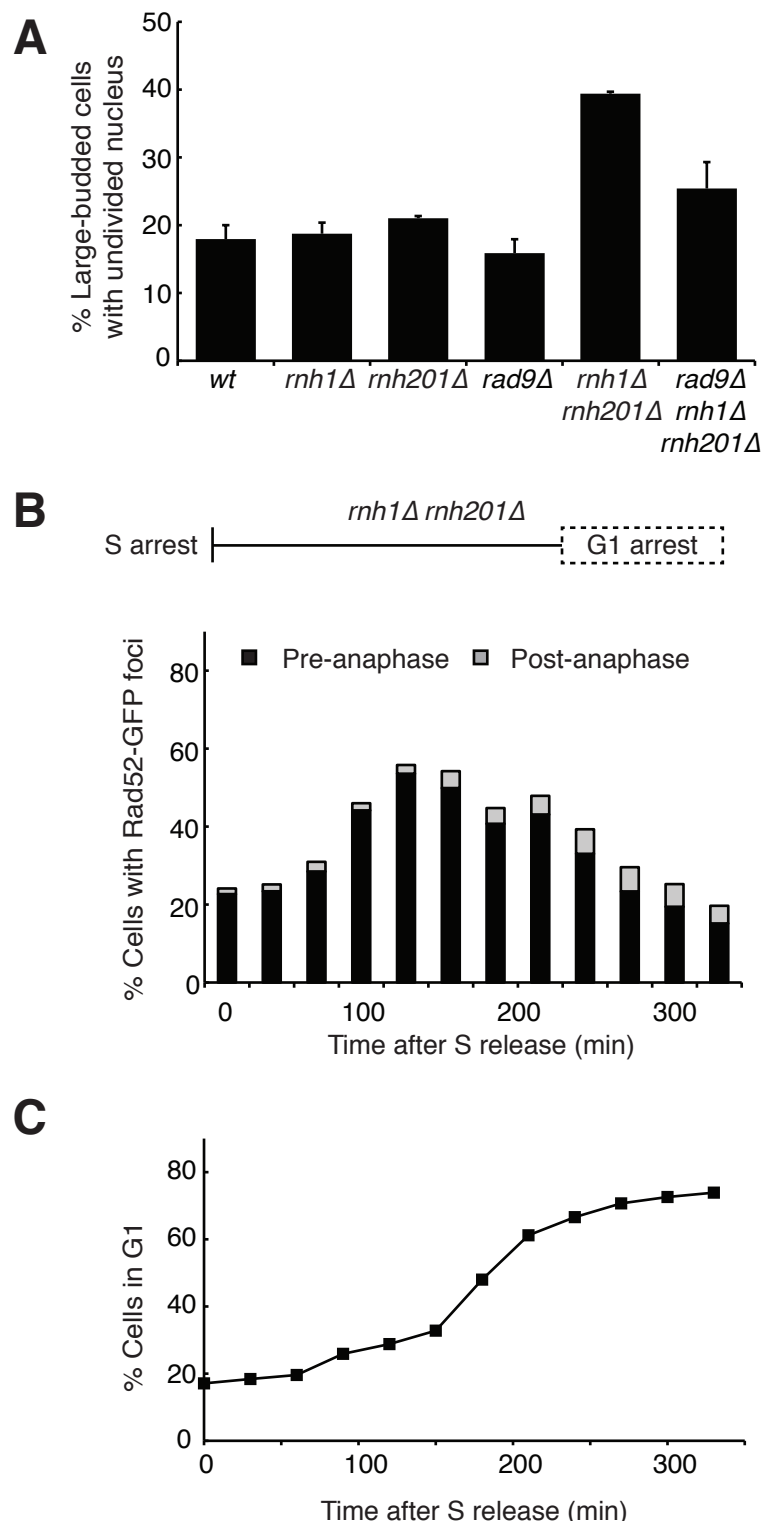 A
% Large-budded cells
with undivided nucleus
50
40
30
20
10
0
wt
rnh1Δ
rnh201Δ
rad9Δ
rnh1Δ
rnh201Δ
rad9Δ
rnh1Δ
rnh201Δ
B
rnh1Δ rnh201Δ
S arrest
G1 arrest
% Cells with Rad52-GFP foci
80
60
40
20
0
Pre-anaphase
Post-anaphase
0 100 200 300
Time after S release (min)
C
% Cells in G1
80
60
40
20
0
0 100 200 300
Time after S release (min)